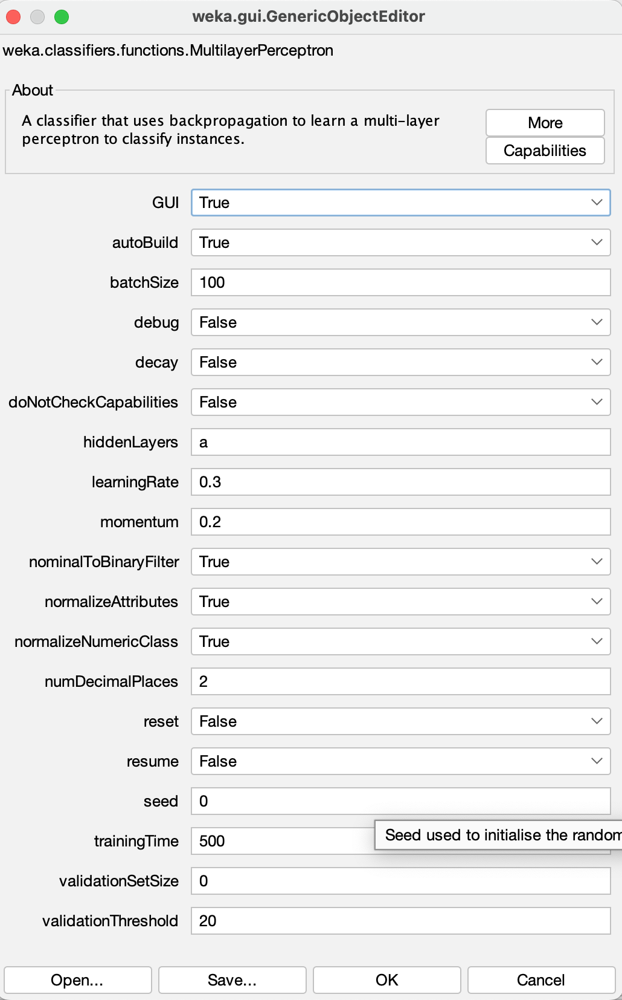 weka.gui.GenericObjectEditor
weka.classifiers.functions.MultilayerPerceptron
About
A classifier that uses backpropagation to learn a multi-layer
perceptron to classify instances.
More
Capabilities
GUI True
autoBuild True
batchSize 100
debug False
decay False
doNotCheckCapabilities False
hiddenLayers a
learningRate 0.3
momentum 0.2
nominalToBinaryFilter True
normalizeAttributes True
normalizeNumericClass True
numDecimalPlaces 2
reset False
resume False
seed 0
Seed used to initialise the random
trainingTime 500
validationSetSize 0
validationThreshold 20
Open... Save... OK Cancel